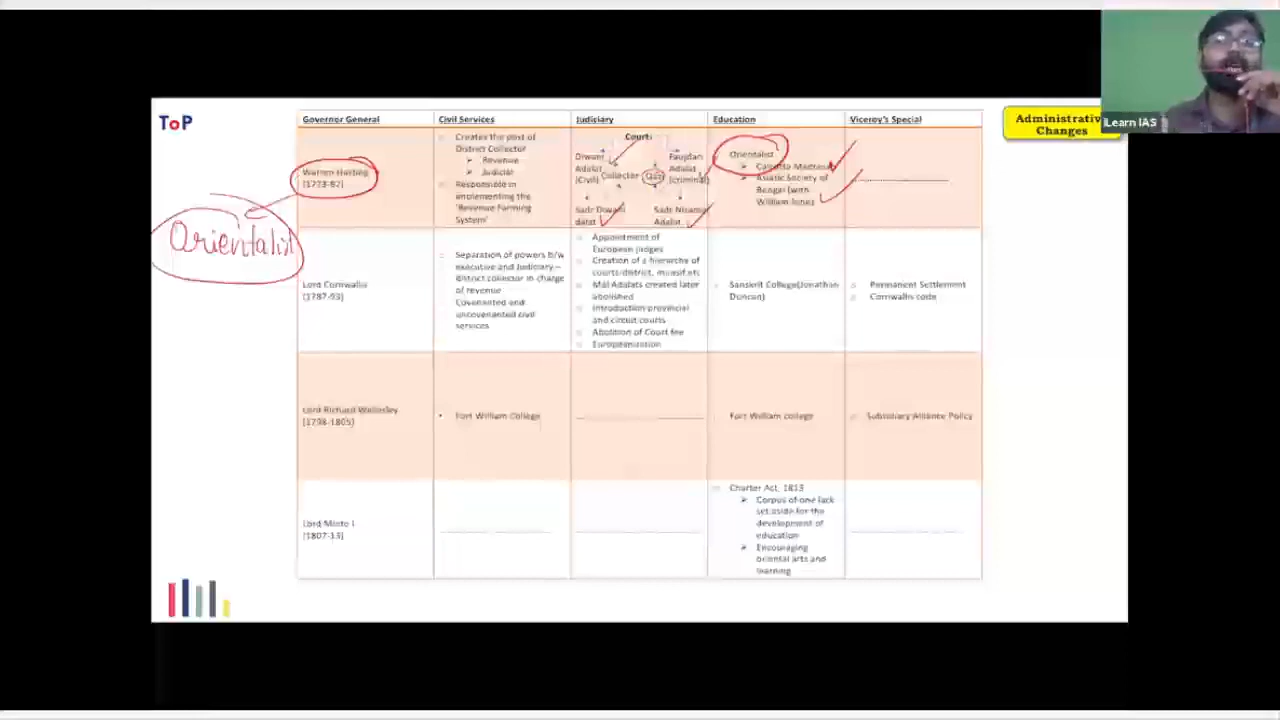 Learn IAS
ToP
Administrative
Changes
Governor General
Civil Services
Judiciary
Education
Viceroy's Special
Warren Hasting
(1773-87)
Creates the post of
District Collector
Revenue
Judicial
Responsible in
implementing the
'Revenue Farming
System'
Courts
Diwani
Adalat
(Civil)
Faujdari
Adalat
(criminal)
Collector
Qazi
Sadr Diwani
Sadr Nizamat
Adalat
Orientalist
Calcutta Madrasa
Asiatic Society of
Bengal (with
William Jones)
Orientalist
Lord Cornwallis
(1787-93)
Separation of powers b/w
executive and Judiciary –
district collector in charge
of revenue
Covenanted and
uncovenanted civil
services
Appointment of
European judges
Creation of a hierarchy of
courts-district, munsif etc
Mal Adalats created later
abolished
Introduction provincial
and circuit courts
Abolition of Court fee
Europeanization
Sanskrit College(Jonathan
Duncan)
Permanent Settlement
Cornwallis code
Lord Richard Wellesley
(1798-1805)
• Fort William College
Fort William college
Subsidiary Alliance Policy
Lord Minto I
(1807-13)
Charter Act, 1813
Corpus of one lack
set aside for the
development of
education
Encouraging
oriental arts and
learning